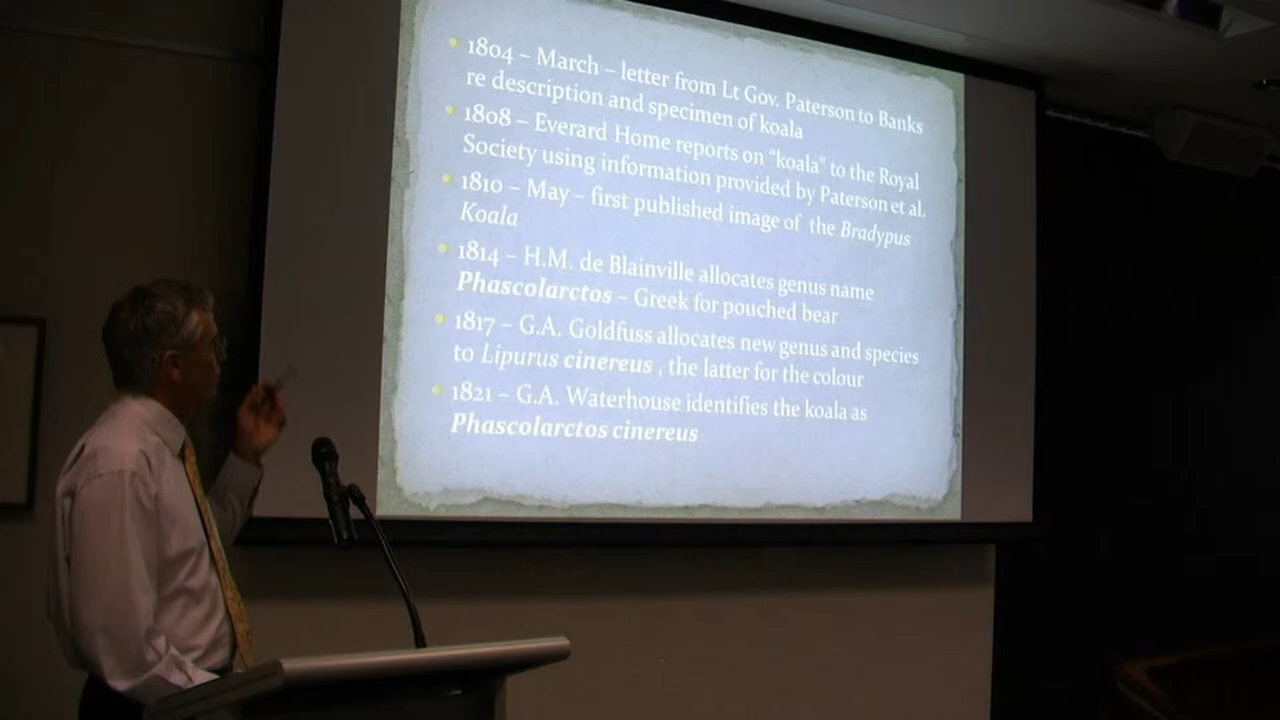 • 1804 – March – letter from Lt Gov. Paterson to Banks
re description and specimen of koala
• 1808 – Everard Home reports on “koala” to the Royal
Society using information provided by Paterson et al.
• 1810 – May – first published image of the Bradypus
Koala
• 1814 – H.M. de Blainville allocates genus name
Phascolarctos – Greek for pouched bear
• 1817 – G.A. Goldfuss allocates new genus and species
to Lipurus cinereus , the latter for the colour
• 1821 – G.A. Waterhouse identifies the koala as
Phascolarctos cinereus